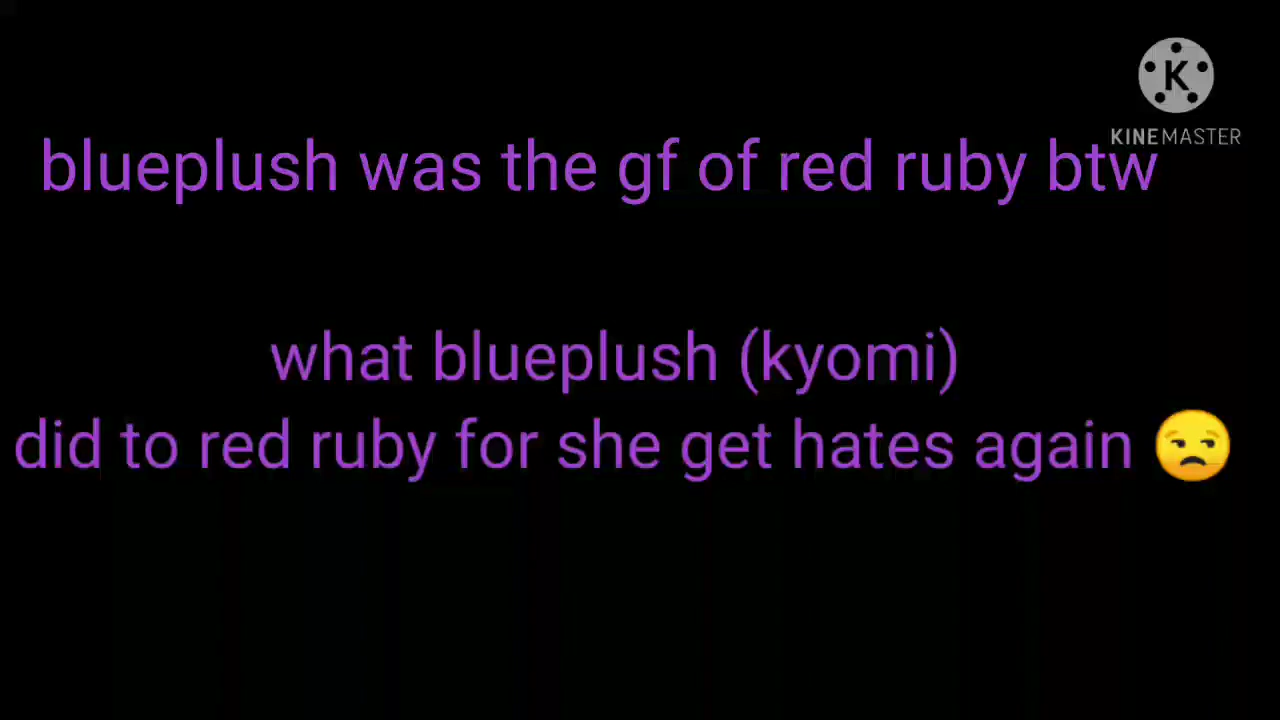 K
KINEMASTER
blueplush was the gf of red ruby btw
what blueplush (kyomi)
did to red ruby for she get hates again 😒